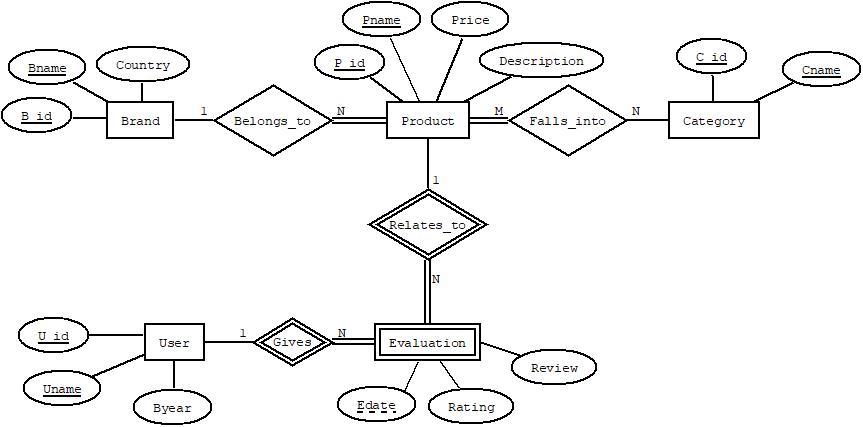 Pname
Price
P_id
Description
C_id
Cname
Bname
Country
B_id
Brand
1
Belongs_to
N
Product
M
Falls_into
N
Category
1
Relates_to
N
U_id
User
1
Gives
N
Evaluation
Review
Uname
Byear
Edate
Rating